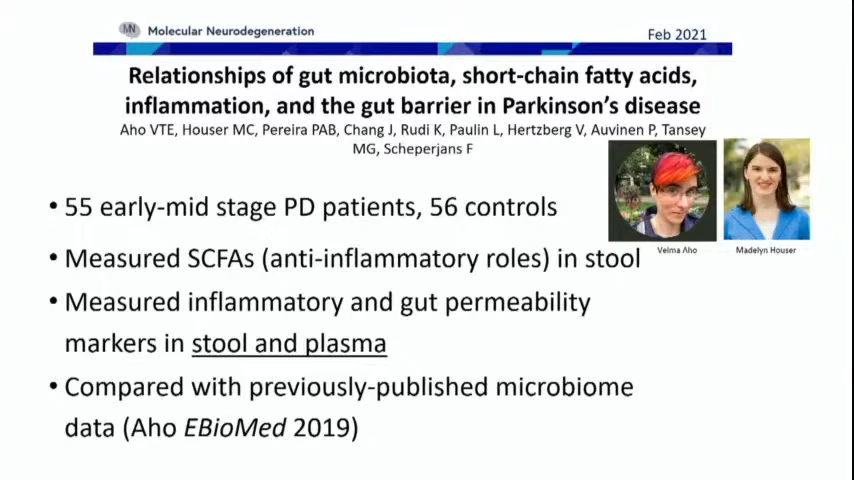 MN Molecular Neurodegeneration
Feb 2021
Relationships of gut microbiota, short-chain fatty acids,
inflammation, and the gut barrier in Parkinson's disease
Aho VTE, Houser MC, Pereira PAB, Chang J, Rudi K, Paulin L, Hertzberg V, Auvinen P, Tansey
MG, Scheperjans F
Velma Aho
Madelyn Houser
• 55 early-mid stage PD patients, 56 controls
• Measured SCFAs (anti-inflammatory roles) in stool
• Measured inflammatory and gut permeability
markers in stool and plasma
• Compared with previously-published microbiome
data (Aho EBioMed 2019)